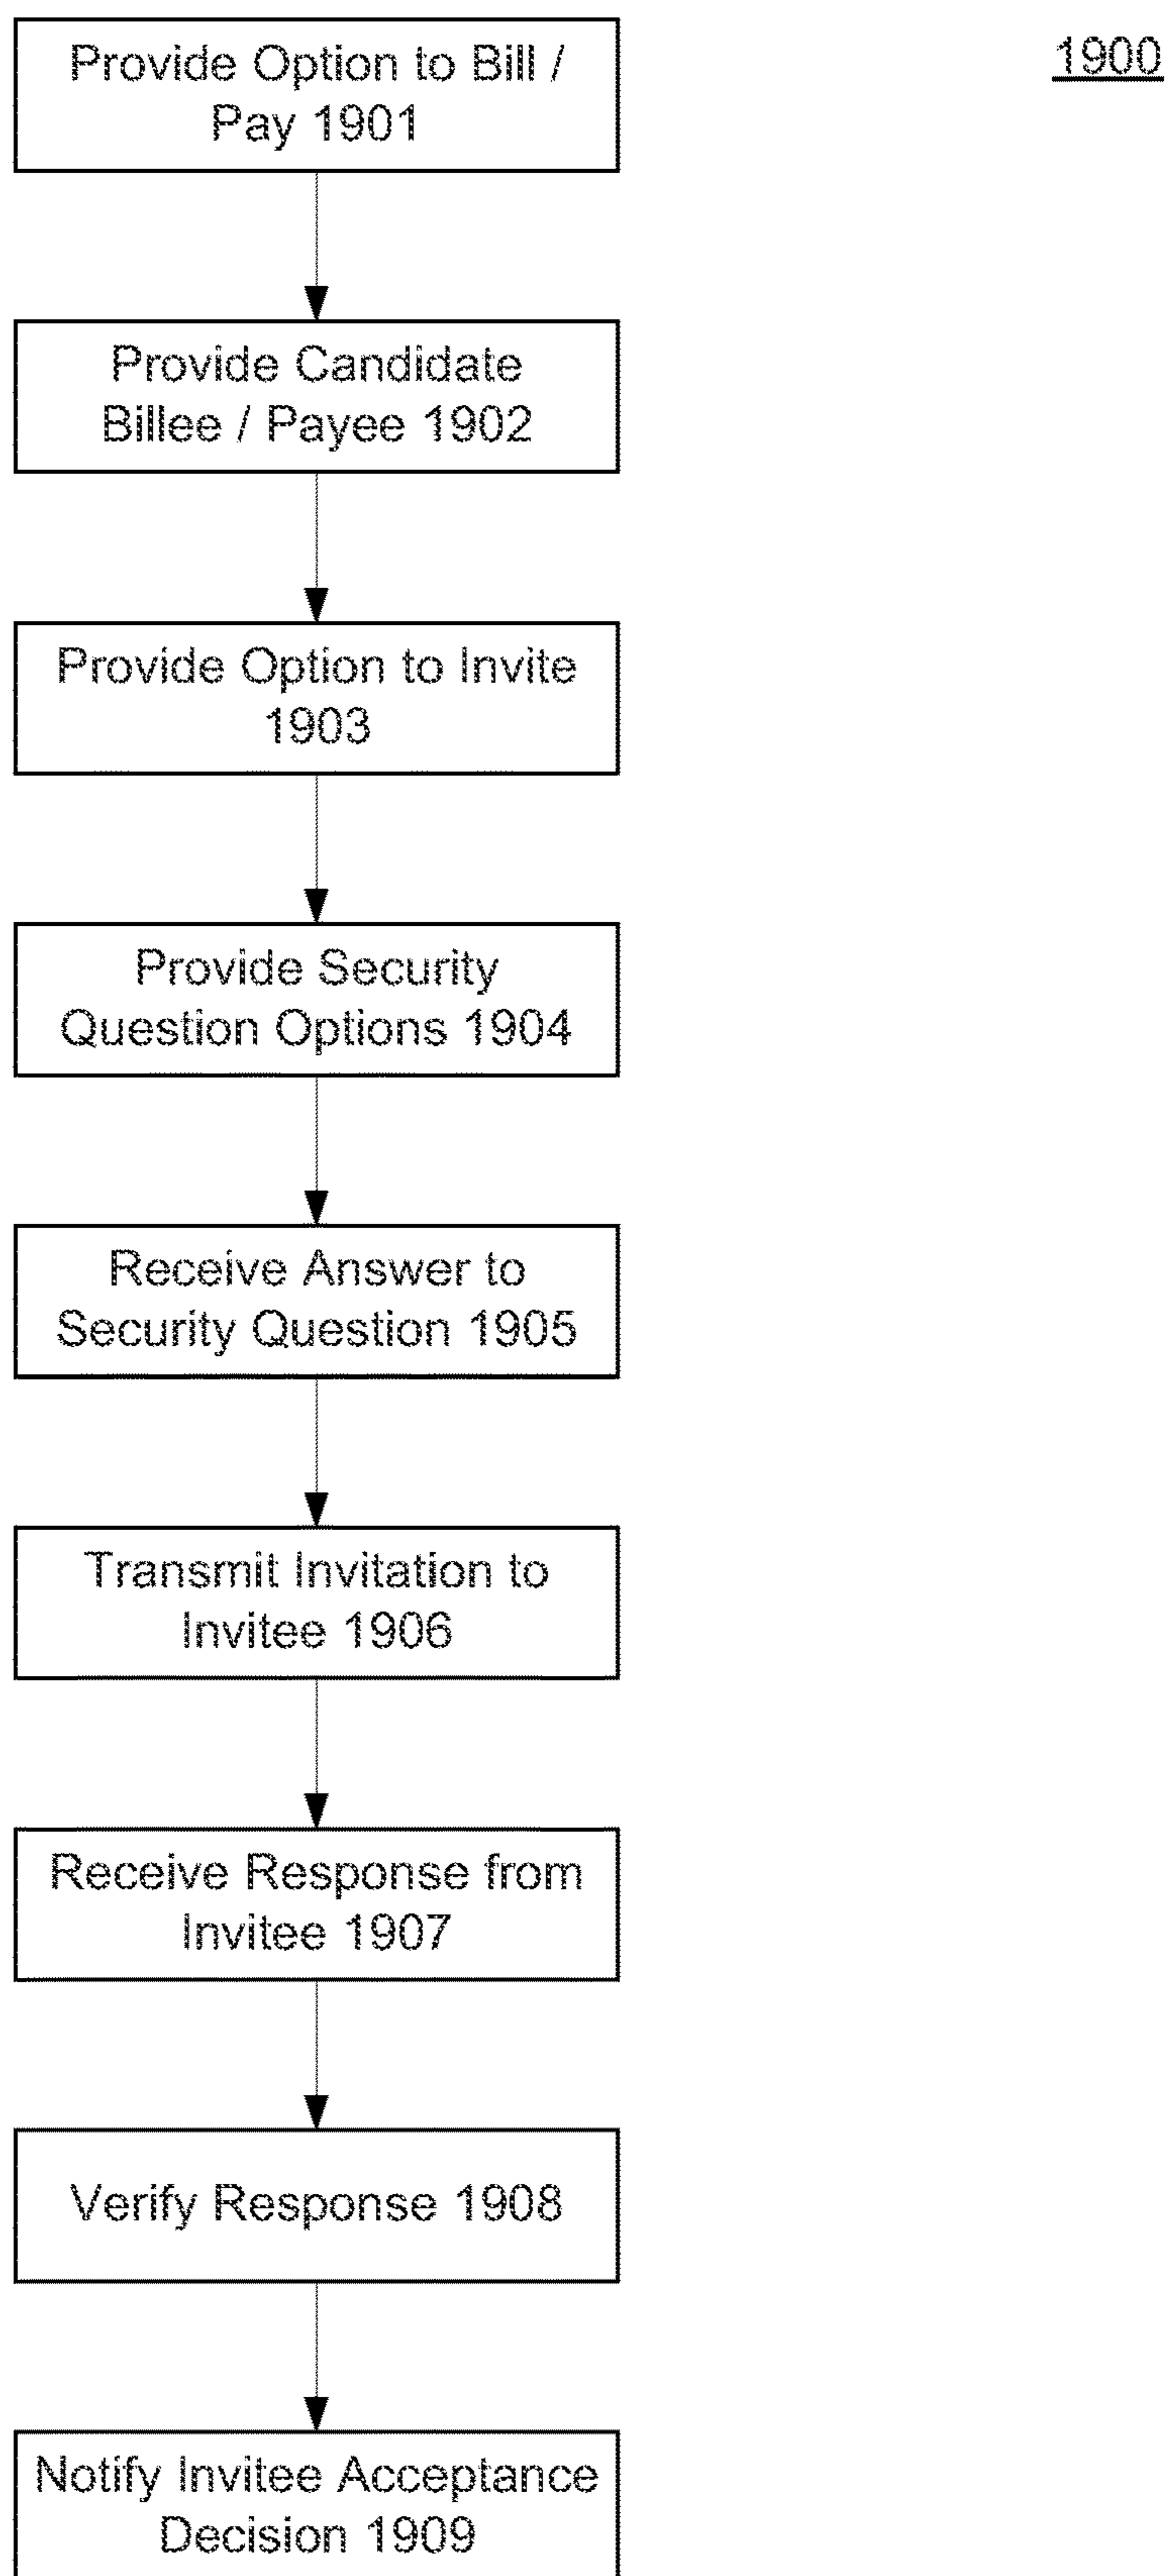 Provide Option to Bill /
Pay 1901
1900
Provide Candidate
Billee / Payee 1902
Provide Option to Invite
1903
Provide Security
Question Options 1904
Receive Answer to
Security Question 1905
Transmit Invitation to
Invitee 1906
Receive Response from
Invitee 1907
Verify Response 1908
Notify Invitee Acceptance
Decision 1909